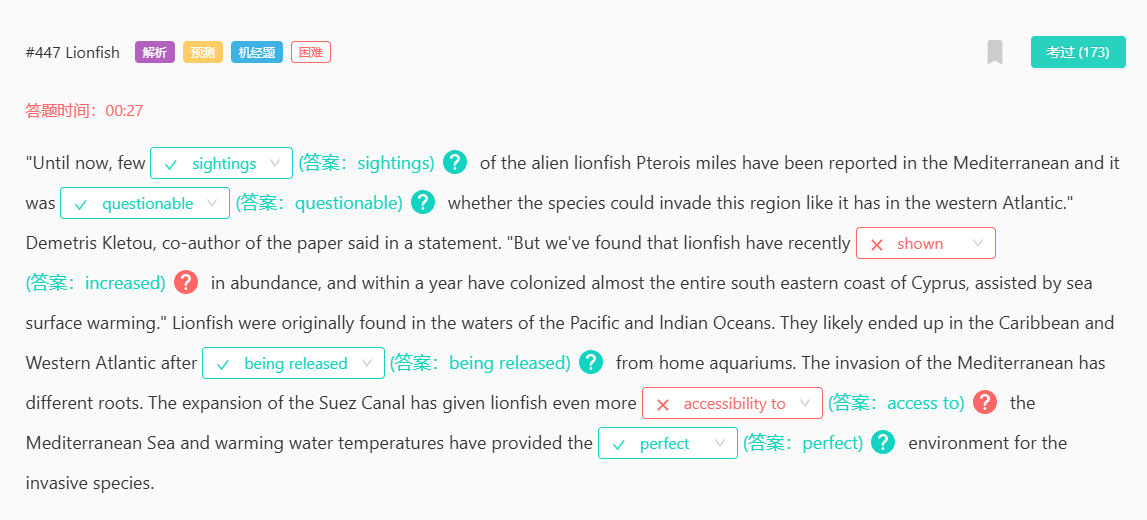 #447 Lionfish 解析 预测 机经题 困难 考过 (173)
答题时间：00:27
"Until now, few ✓ sightings (答案：sightings) ? of the alien lionfish Pterois miles have been reported in the Mediterranean and it
was ✓ questionable (答案：questionable) ? whether the species could invade this region like it has in the western Atlantic."
Demetris Kletou, co-author of the paper said in a statement. "But we've found that lionfish have recently ✕ shown
(答案：increased) ? in abundance, and within a year have colonized almost the entire south eastern coast of Cyprus, assisted by sea
surface warming." Lionfish were originally found in the waters of the Pacific and lndian Oceans. They likely ended up in the Caribbean and
Western Atlantic after ✓ being released (答案：being released) ? from home aquariums. The invasion of the Mediterranean has
different roots. The expansion of the Suez Canal has given lionfish even more ✕ accessibility to (答案：access to) ? the
Mediterranean Sea and warming water temperatures have provided the ✓ perfect (答案：perfect) ? environment for the
invasive species.